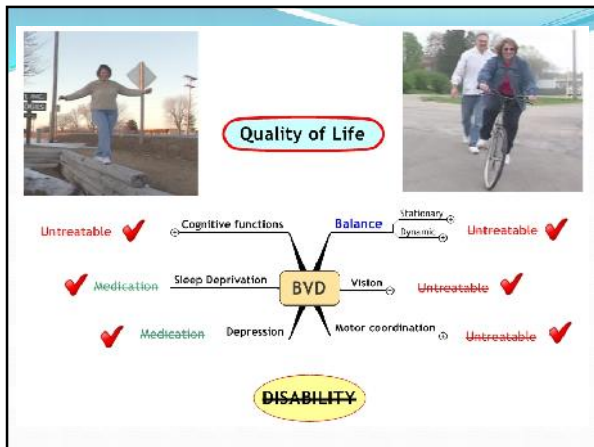 Quality of Life
Untreatable
Cognitive functions
Balance
Stationary
Dynamic
Untreatable
Medication
Sleep Deprivation
BVD
Vision
Untreatable
Medication
Depression
Motor coordination
Untreatable
DISABILITY